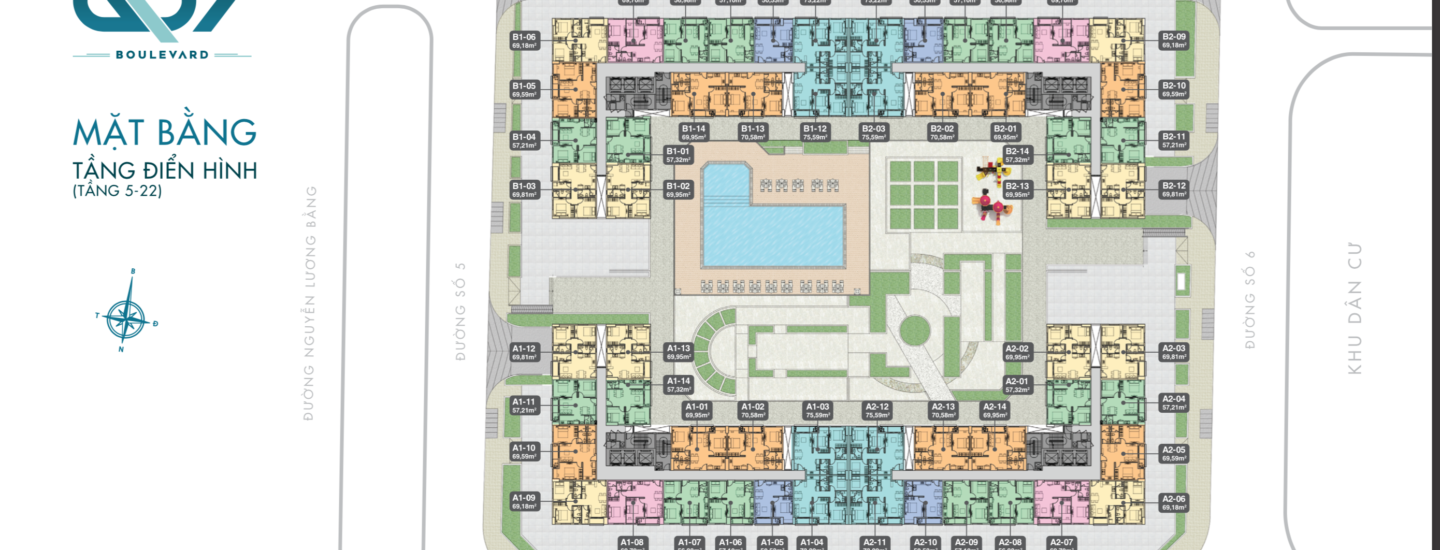 BOULEVARD
MẶT BẰNG
TẦNG ĐIỂN HÌNH
(TẦNG 5-22)
B
T
Đ
N
ĐƯỜNG NGUYỄN LƯƠNG BẰNG
ĐƯỜNG SỐ 5
ĐƯỜNG SỐ 6
KHU DÂN CƯ
B1-06
69,18m²
B2-09
69,18m²
B1-05
69,59m²
B2-10
69,59m²
B1-14
69,95m²
B1-13
70,58m²
B1-12
75,59m²
B2-03
75,59m²
B2-02
70,58m²
B2-01
69,95m²
B1-04
57,21m²
B2-11
57,21m²
B1-01
57,32m²
B2-14
57,32m²
B1-03
69,81m²
B1-02
69,95m²
B2-13
69,95m²
B2-12
69,81m²
A1-12
69,81m²
A1-13
69,95m²
A2-02
69,95m²
A2-03
69,81m²
A1-14
57,32m²
A2-01
57,32m²
A1-11
57,21m²
A2-04
57,21m²
A1-01
69,95m²
A1-02
70,58m²
A1-03
75,59m²
A2-12
75,59m²
A2-13
70,58m²
A2-14
69,95m²
A1-10
69,59m²
A2-05
69,59m²
A1-09
69,18m²
A2-06
69,18m²
A1-08
A1-07
A1-06
A1-05
A1-04
A2-11
A2-10
A2-09
A2-08
A2-07